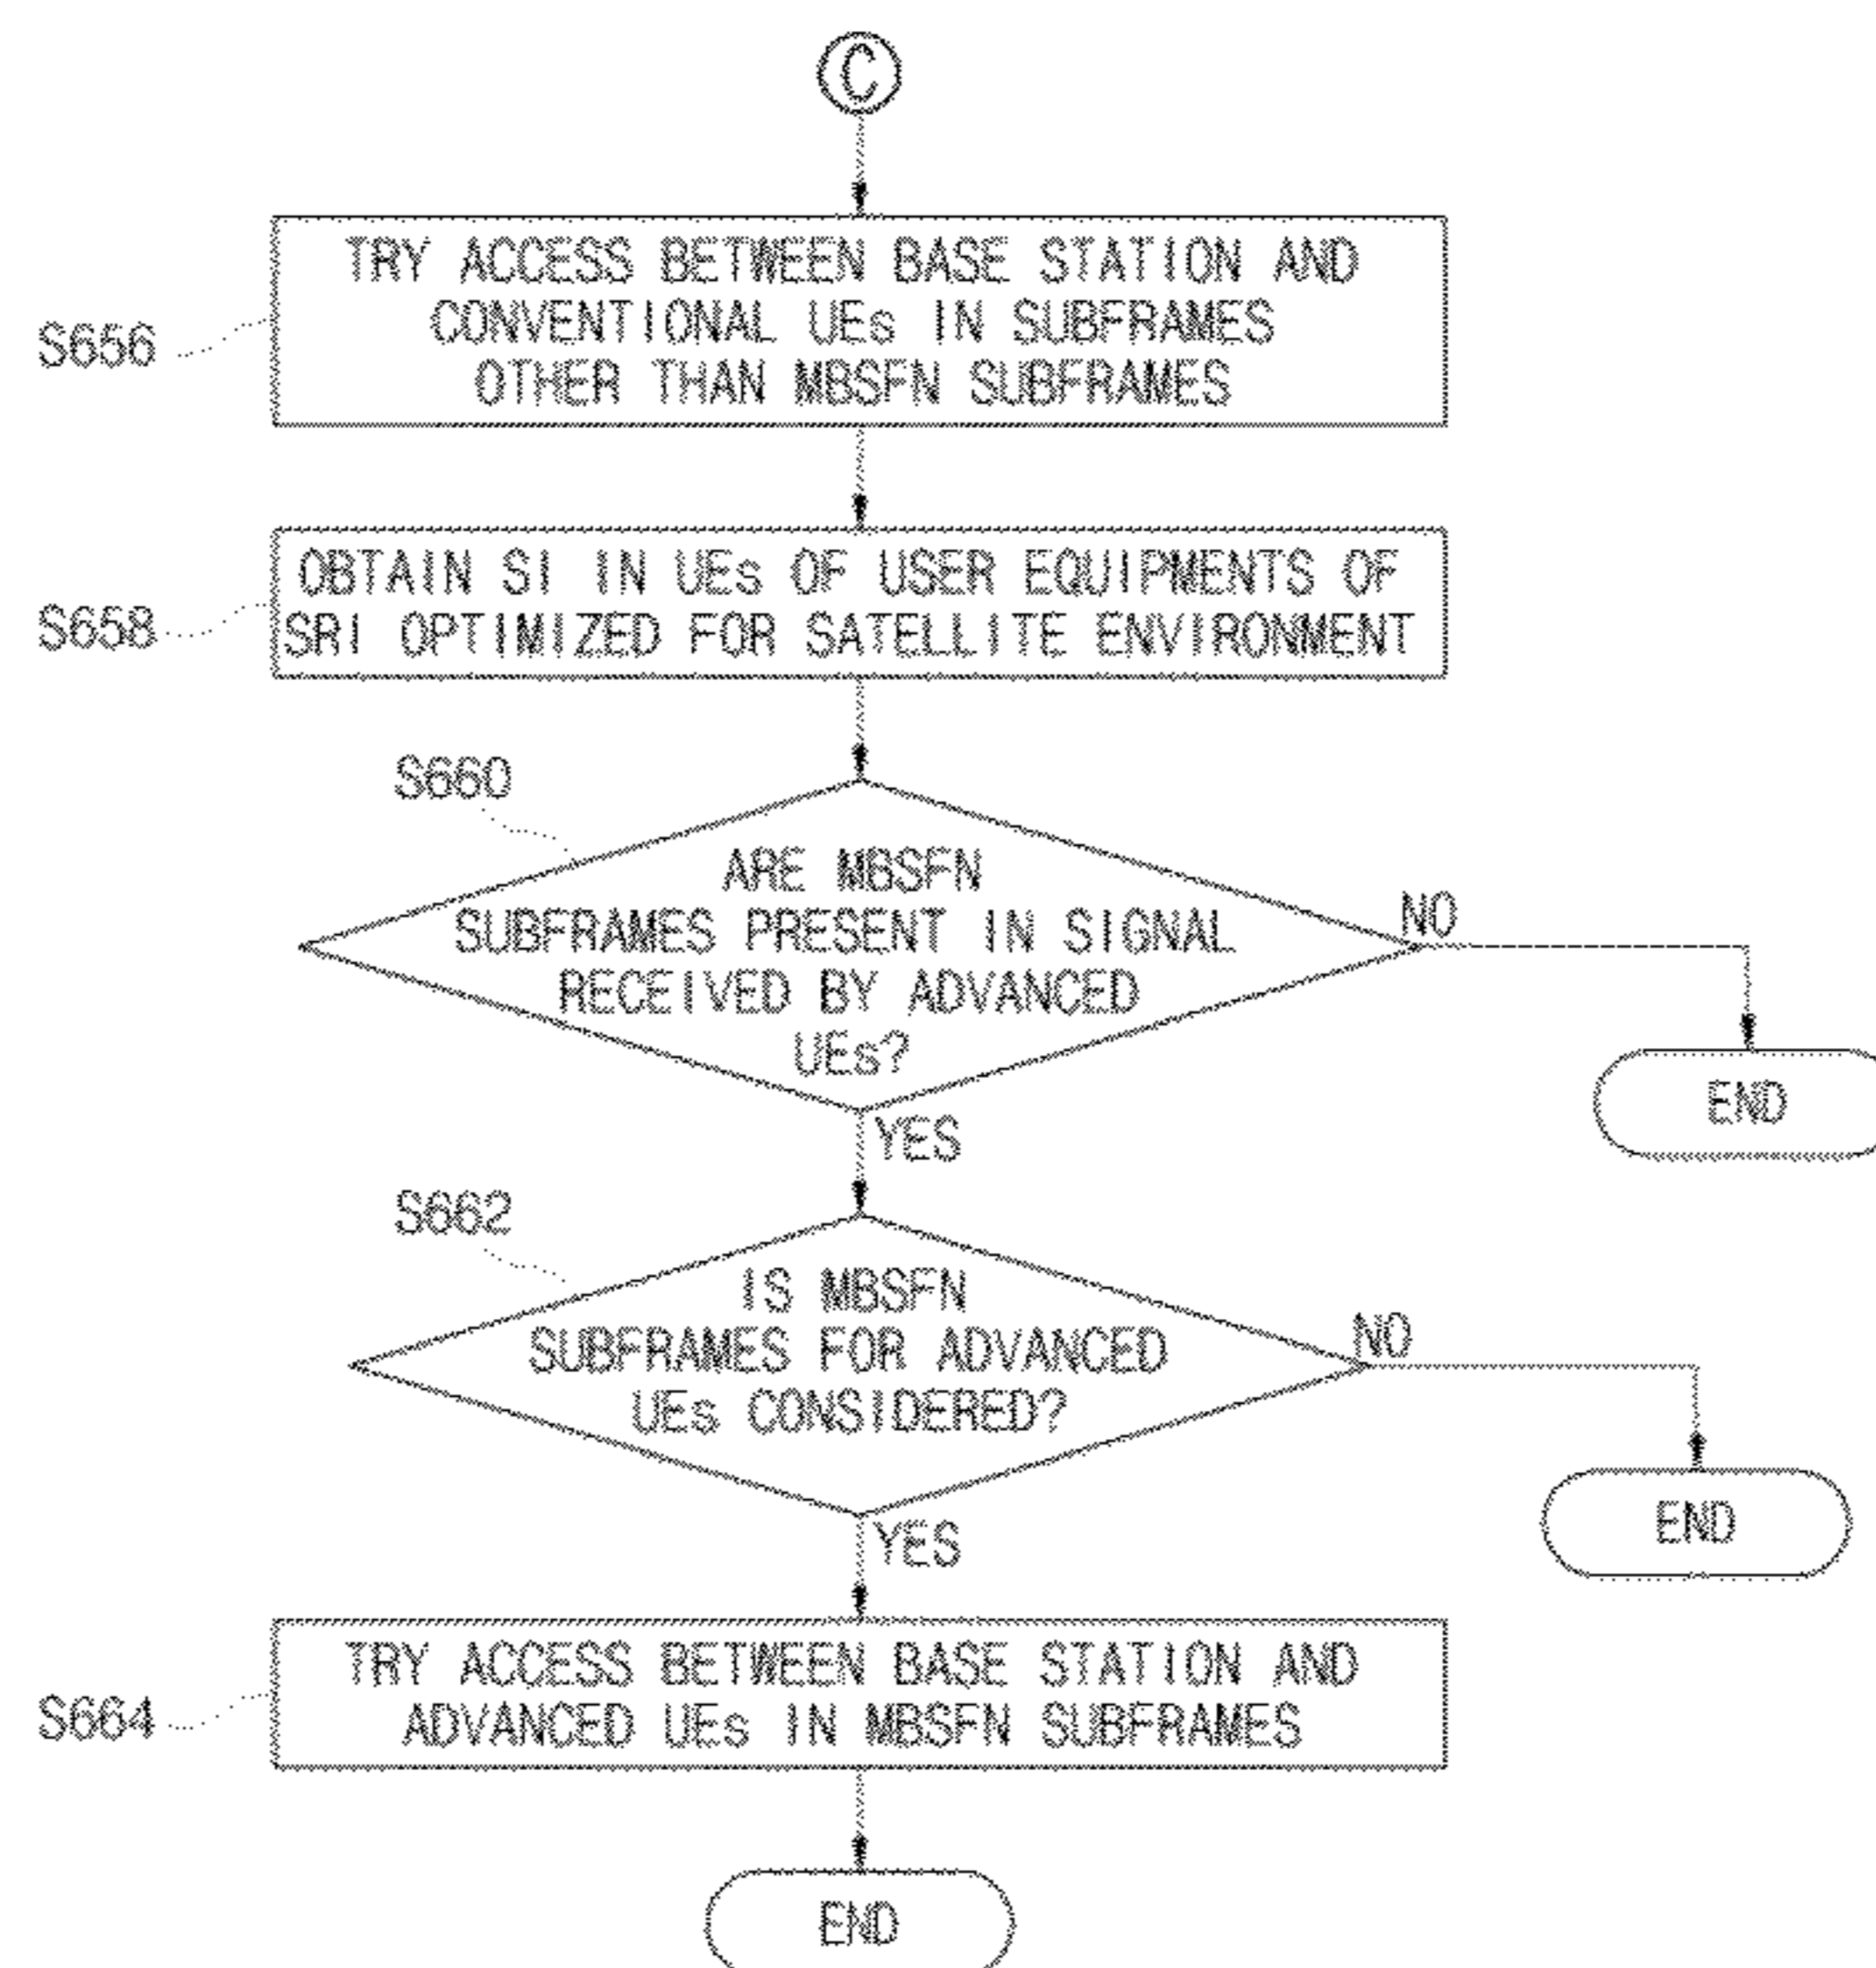 C
TRY ACCESS BETWEEN BASE STATION AND
CONVENTIONAL UEs IN SUBFRAMES
OTHER THAN MBSFN SUBFRAMES
S656
OBTAIN SI IN UEs OF USER EQUIPMENTS OF
SRI OPTIMIZED FOR SATELLITE ENVIRONMENT
S658
S660
ARE MBSFN
SUBFRAMES PRESENT IN SIGNAL
RECEIVED BY ADVANCED
UEs?
NO
END
YES
S662
IS MBSFN
SUBFRAMES FOR ADVANCED
UEs CONSIDERED?
NO
END
YES
TRY ACCESS BETWEEN BASE STATION AND
ADVANCED UEs IN MBSFN SUBFRAMES
S664
END